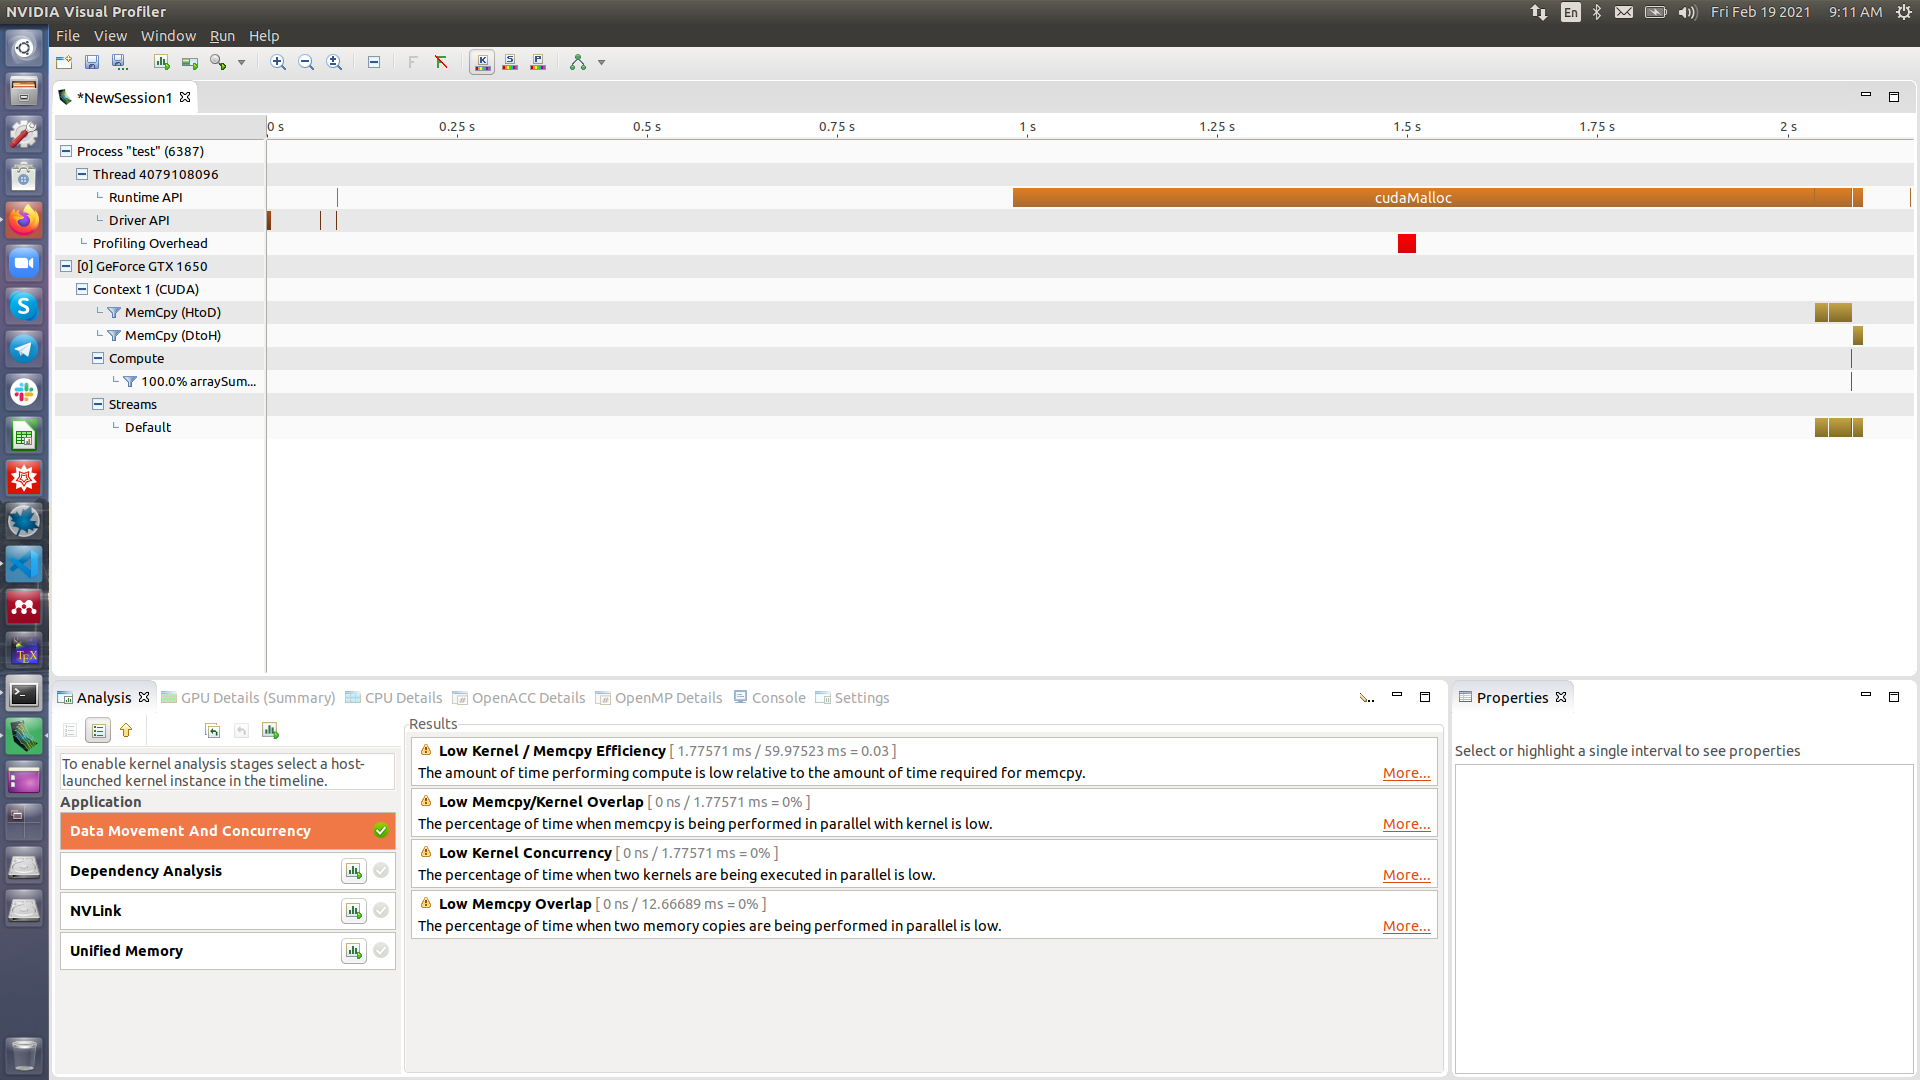 NVIDIA Visual Profiler
En
Fri Feb 19 2021
9:11 AM
File View Window Run Help
K S P
*NewSession1
0 s 0.25 s 0.5 s 0.75 s 1 s 1.25 s 1.5 s 1.75 s 2 s
Process "test" (6387)
Thread 4079108096
Runtime API
cudaMalloc
Driver API
Profiling Overhead
[0] GeForce GTX 1650
Context 1 (CUDA)
MemCpy (HtoD)
MemCpy (DtoH)
Compute
100.0% arraySum...
Streams
Default
Analysis GPU Details (Summary) CPU Details OpenACC Details OpenMP Details Console Settings
To enable kernel analysis stages select a host-
launched kernel instance in the timeline.
Application
Data Movement And Concurrency
Dependency Analysis
NVLink
Unified Memory
Results
Low Kernel / Memcpy Efficiency [ 1.77571 ms / 59.97523 ms = 0.03 ]
The amount of time performing compute is low relative to the amount of time required for memcpy. More...
Low Memcpy/Kernel Overlap [ 0 ns / 1.77571 ms = 0% ]
The percentage of time when memcpy is being performed in parallel with kernel is low. More...
Low Kernel Concurrency [ 0 ns / 1.77571 ms = 0% ]
The percentage of time when two kernels are being executed in parallel is low. More...
Low Memcpy Overlap [ 0 ns / 12.66689 ms = 0% ]
The percentage of time when two memory copies are being performed in parallel is low. More...
Properties
Select or highlight a single interval to see properties
TEX